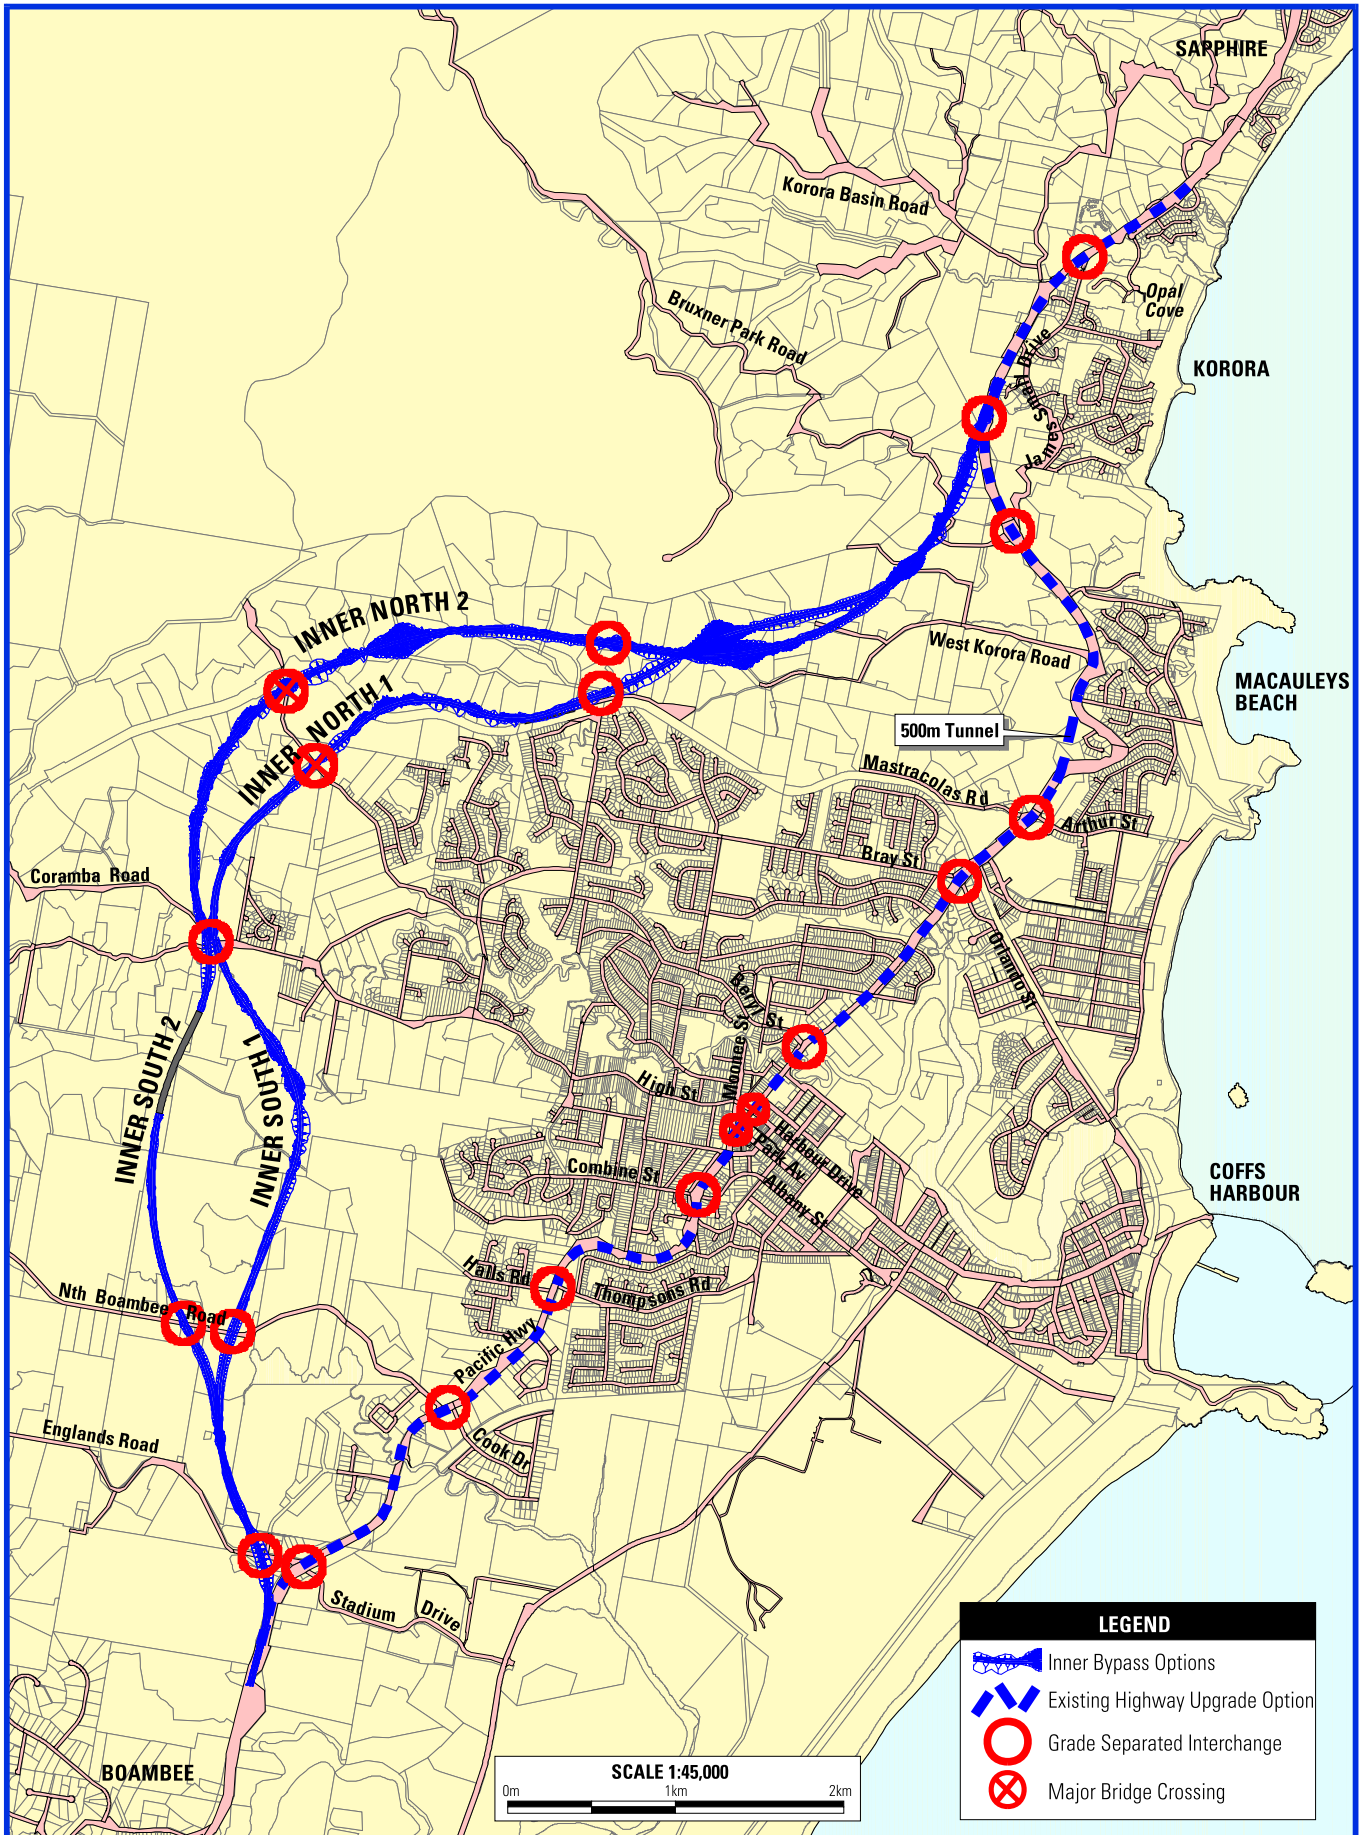 SAPPHIRE
Korora Basin Road
Opal
Cove
Bruxner Park Road
James Small Drive
KORORA
INNER NORTH 2
West Korora Road
INNER NORTH 1
MACAULEYS
BEACH
500m Tunnel
Mastracolas Rd
Arthur St
Bray St
Coramba Road
Orlando St
Beryl St
Moonee St
INNER SOUTH 2
INNER SOUTH 1
High St
Harbour Drive
Park Av
Combine St
Albany St
COFFS
HARBOUR
Halls Rd
Thompsons Rd
Nth Boambee Road
Pacific Hwy
Englands Road
Cook Dr
Stadium Drive
BOAMBEE
SCALE 1:45,000
0m 1km 2km
LEGEND
Inner Bypass Options
Existing Highway Upgrade Option
Grade Separated Interchange
Major Bridge Crossing